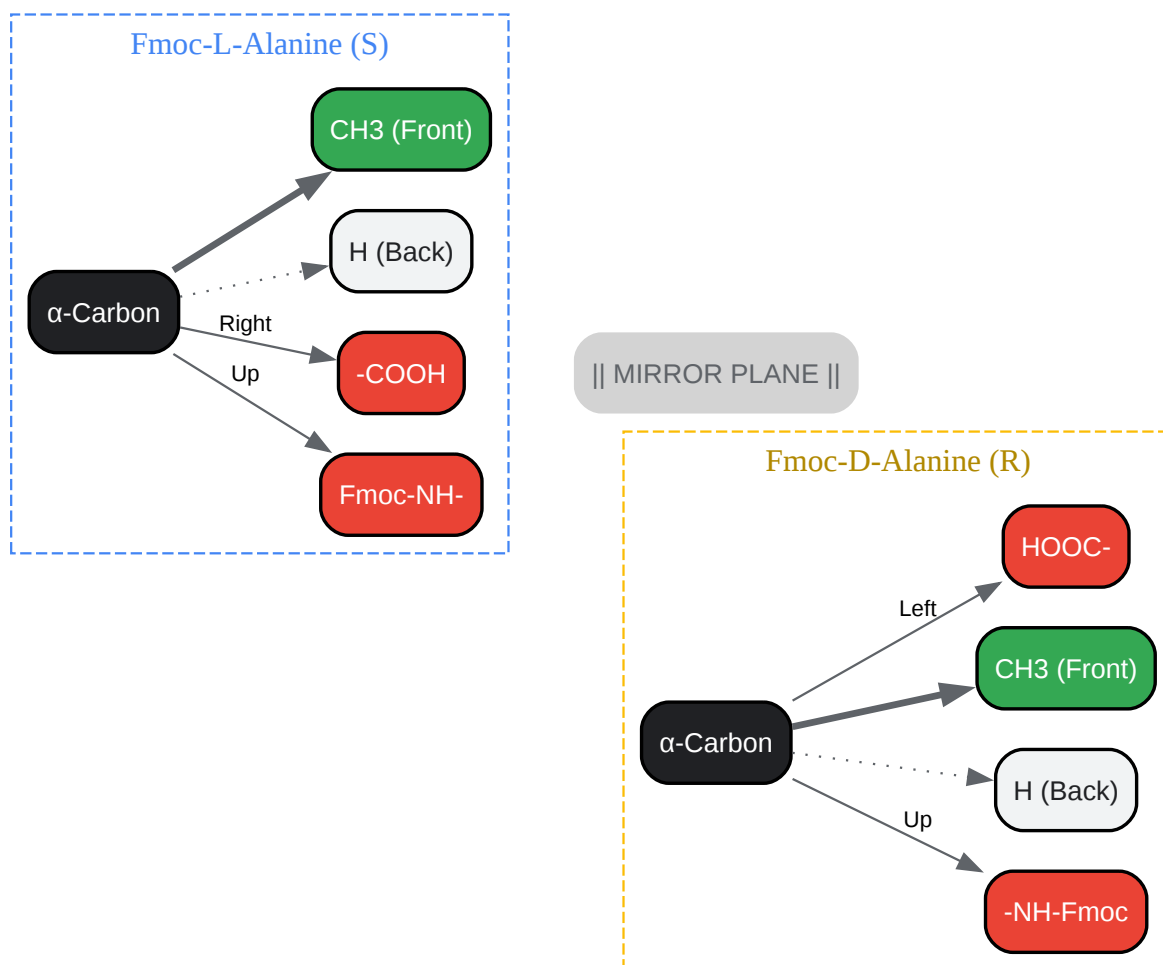 Fmoc-L-Alanine (S)
CH3 (Front)
H (Back)
α-Carbon
Right
-COOH
Up
Fmoc-NH-
|| MIRROR PLANE ||
Fmoc-D-Alanine (R)
HOOC-
Left
CH3 (Front)
α-Carbon
H (Back)
Up
-NH-Fmoc